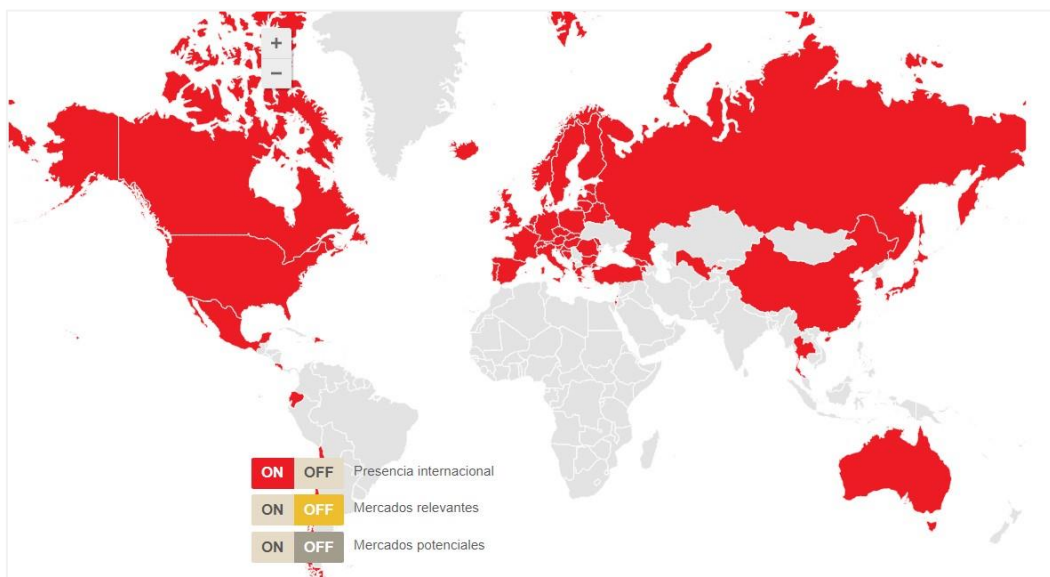 +
−
ON OFF Presencia internacional
ON OFF Mercados relevantes
ON OFF Mercados potenciales